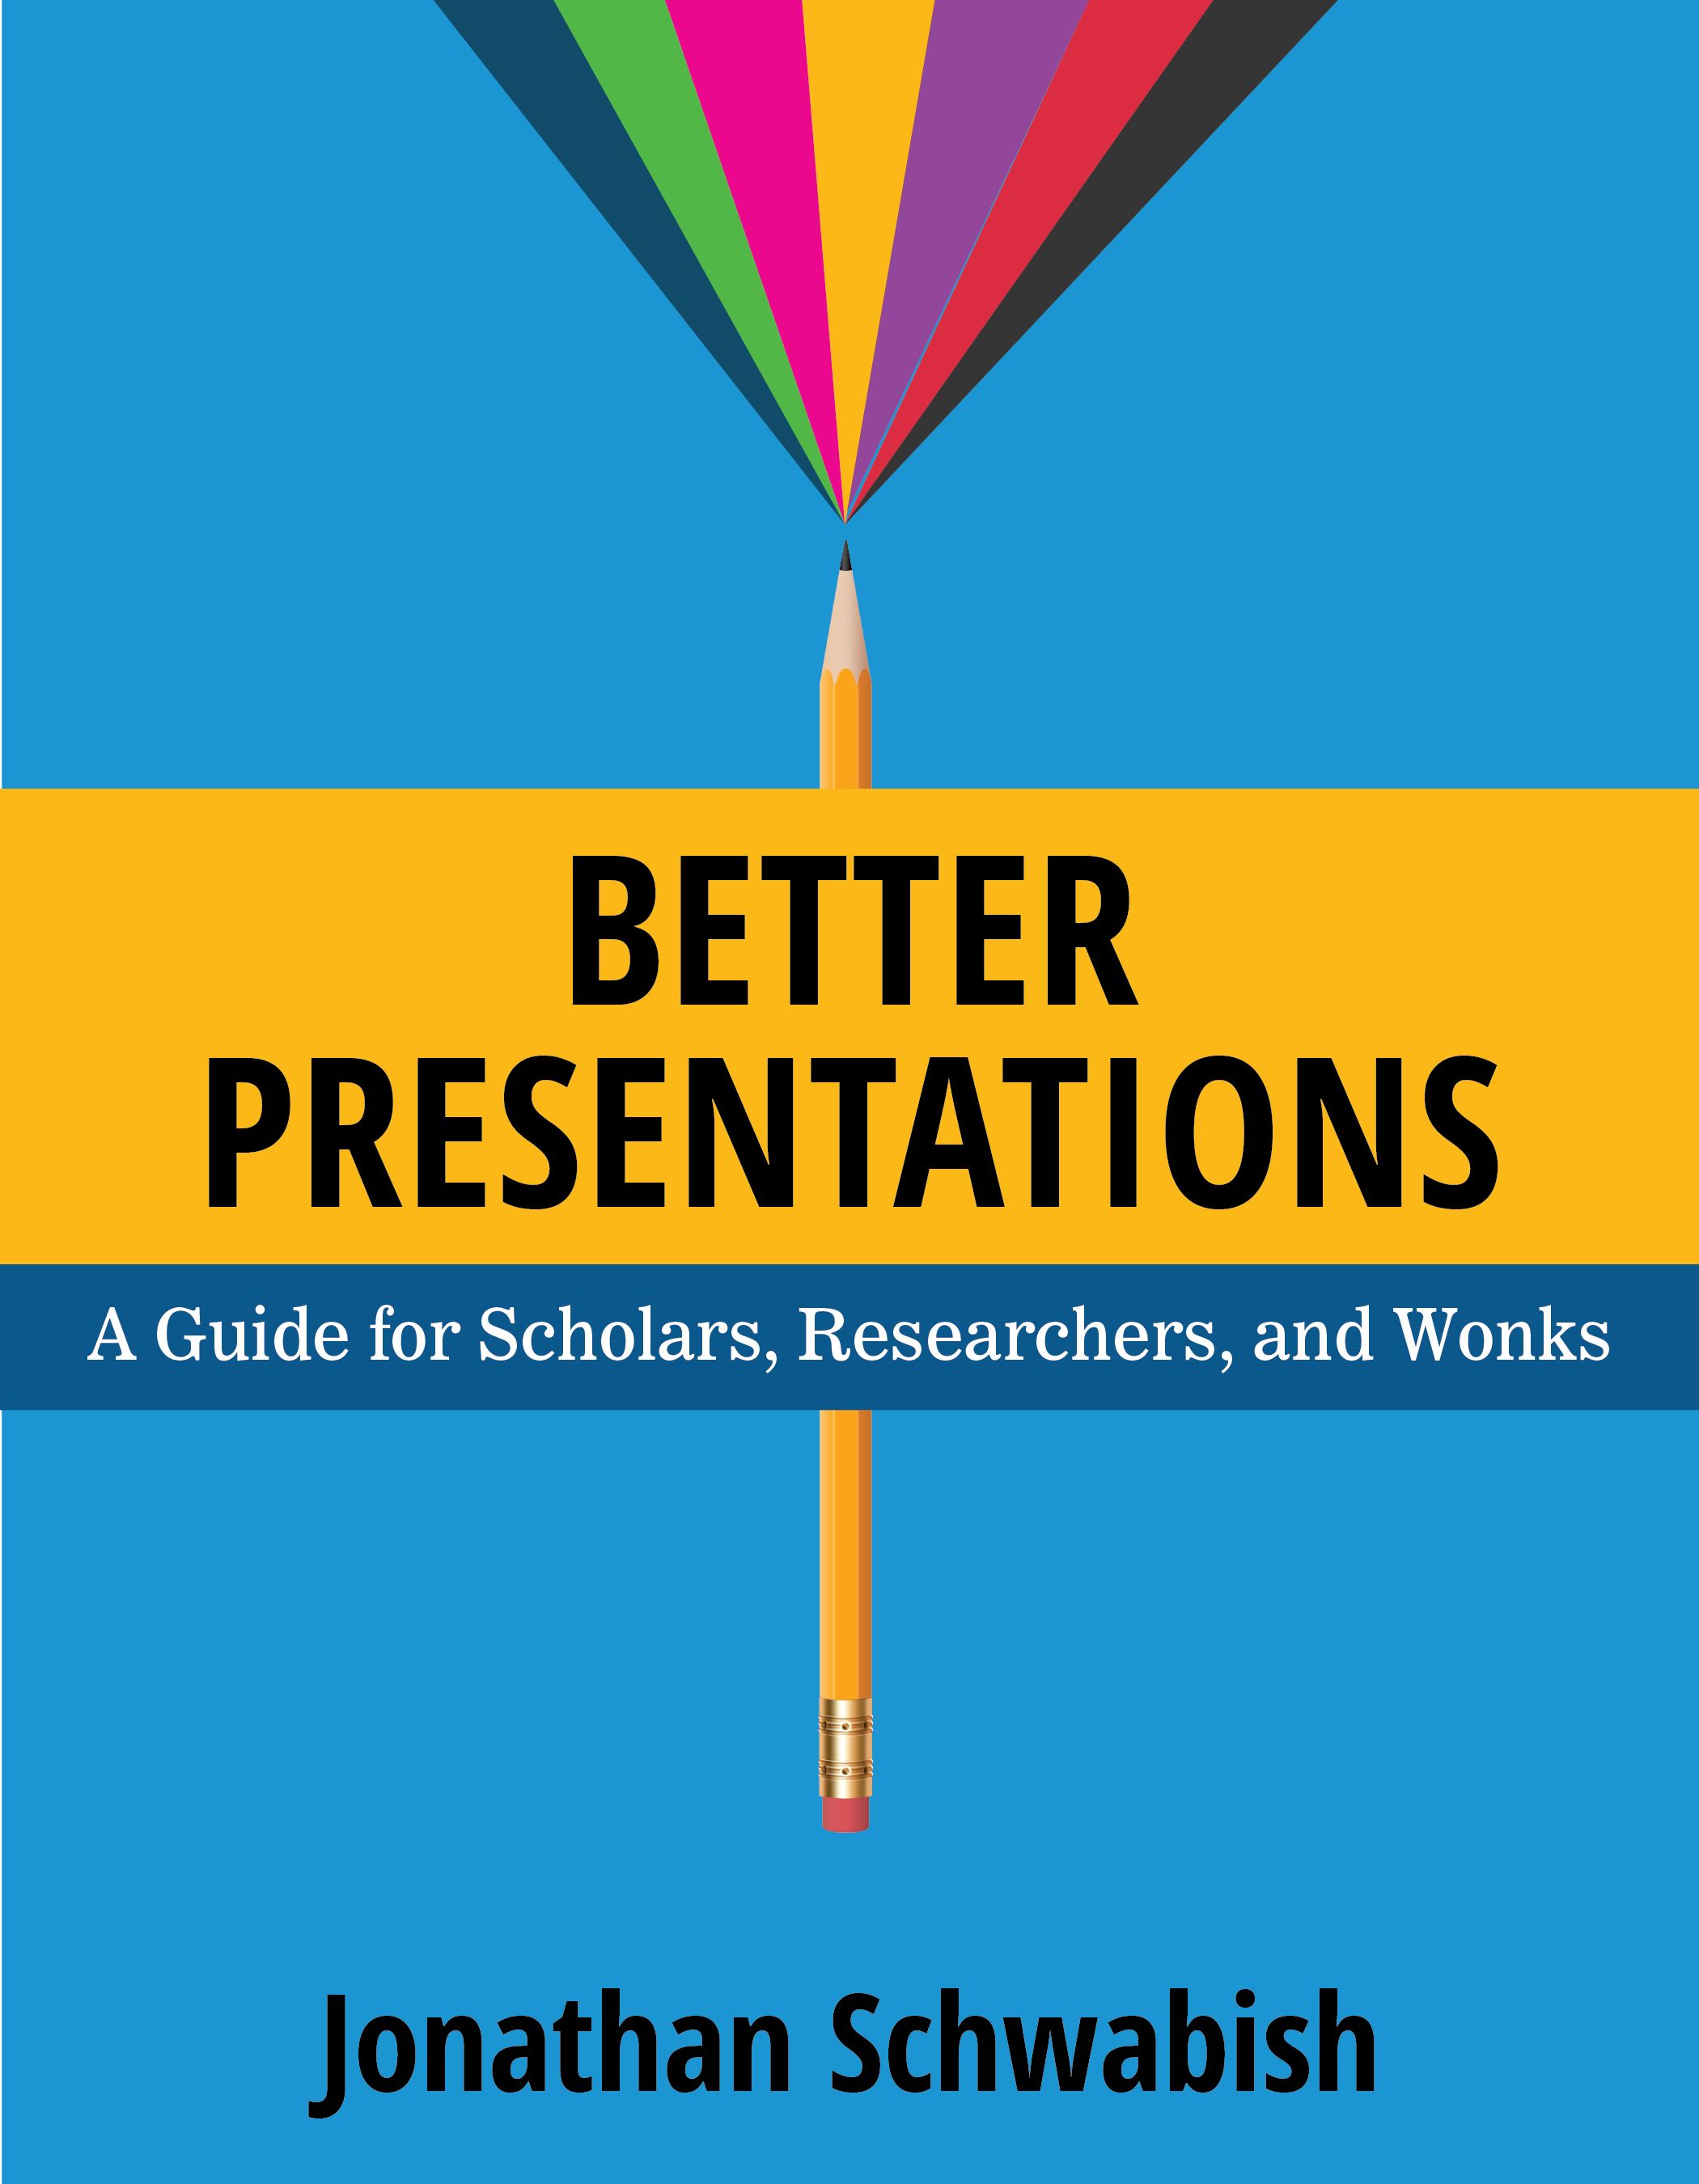 BETTER
PRESENTATIONS
A Guide for Scholars, Researchers, and Wonks
Jonathan Schwabish